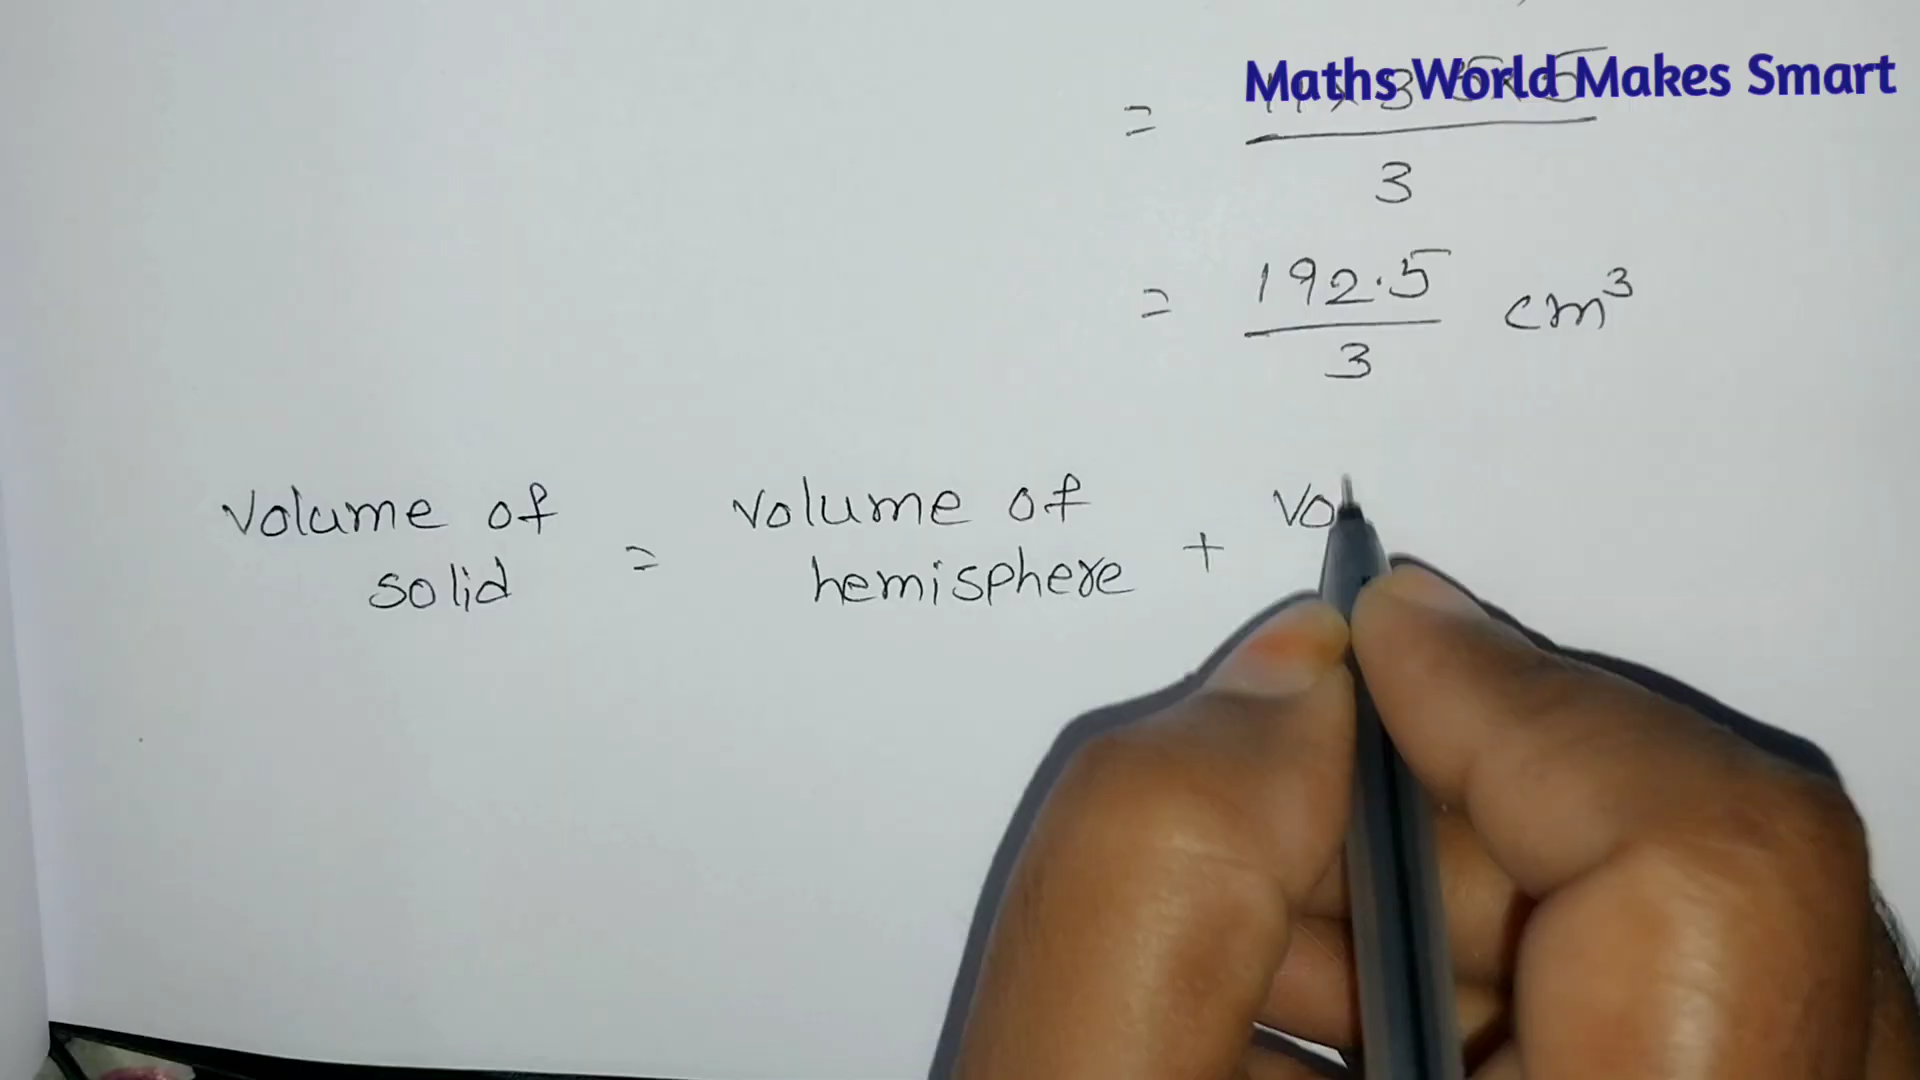 Maths World Makes Smart
=
3
= 192.5 cm³
3
volume of volume of vo
solid = hemisphere +